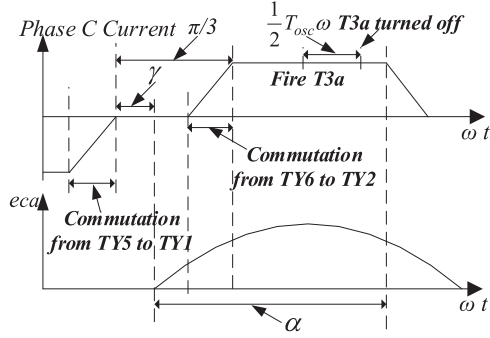 Phase C Current
π/3
1/2 T_osc ω T3a turned off
γ
Fire T3a
ω t
Commutation
from TY6 to TY2
eca
Commutation
from TY5 to TY1
ω t
α